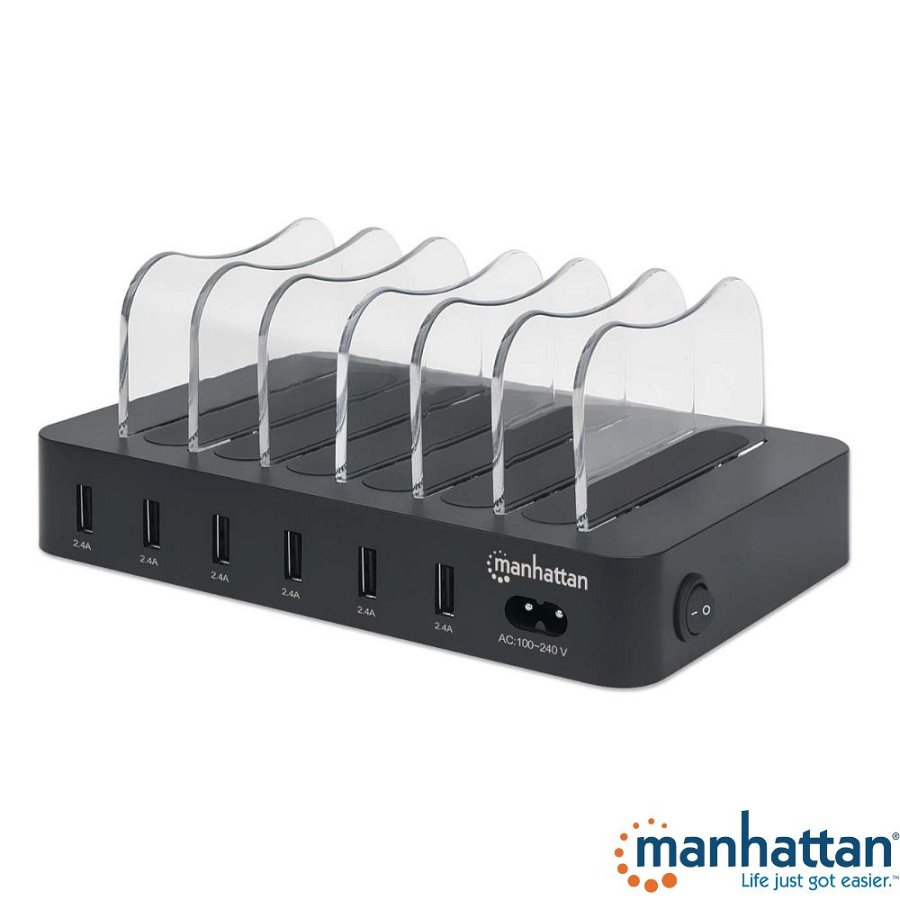 2.4A
2.4A
2.4A
2.4A
2.4A
2.4A
manhattan
AC:100~240 V
– O
manhattan®
Life just got easier.™